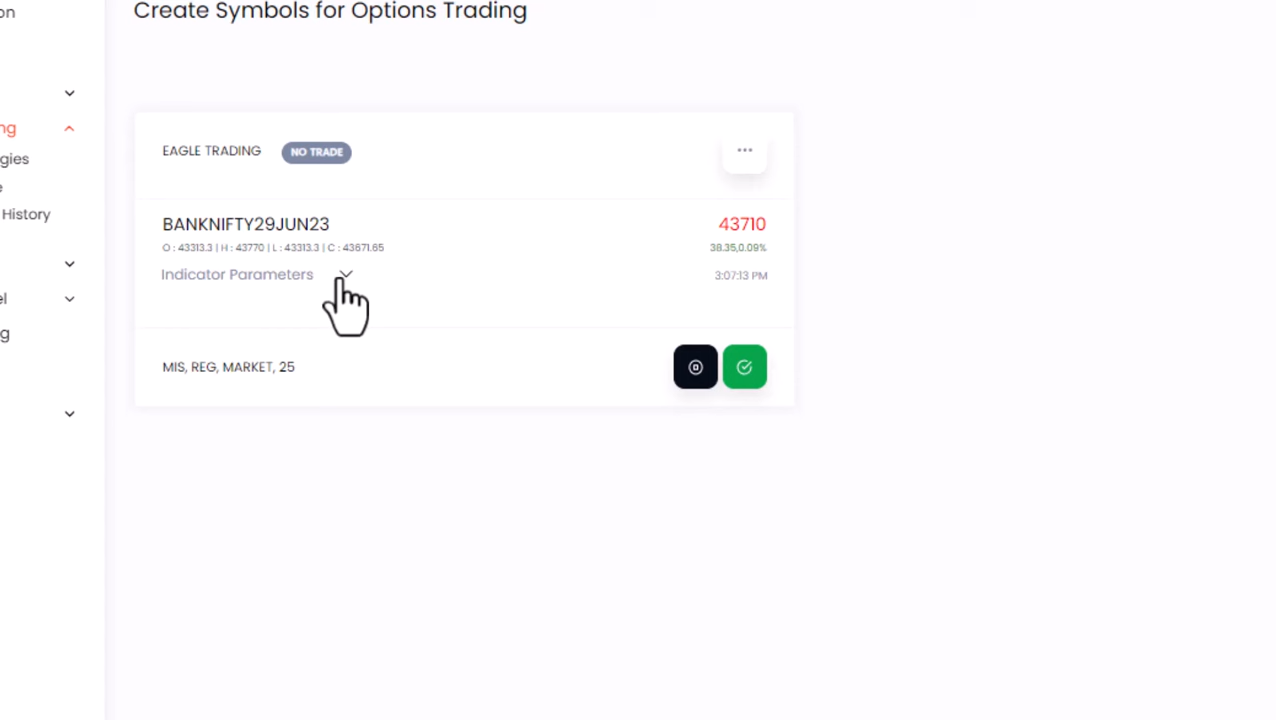 on
Create Symbols for Options Trading
ng
gies
e
History
el
g
EAGLE TRADING NO TRADE
BANKNIFTY29JUN23 43710
O : 43313.3 | H : 43770 | L : 43313.3 | C : 43671.65 38.35,0.09%
Indicator Parameters 3:07:13 PM
MIS, REG, MARKET, 25